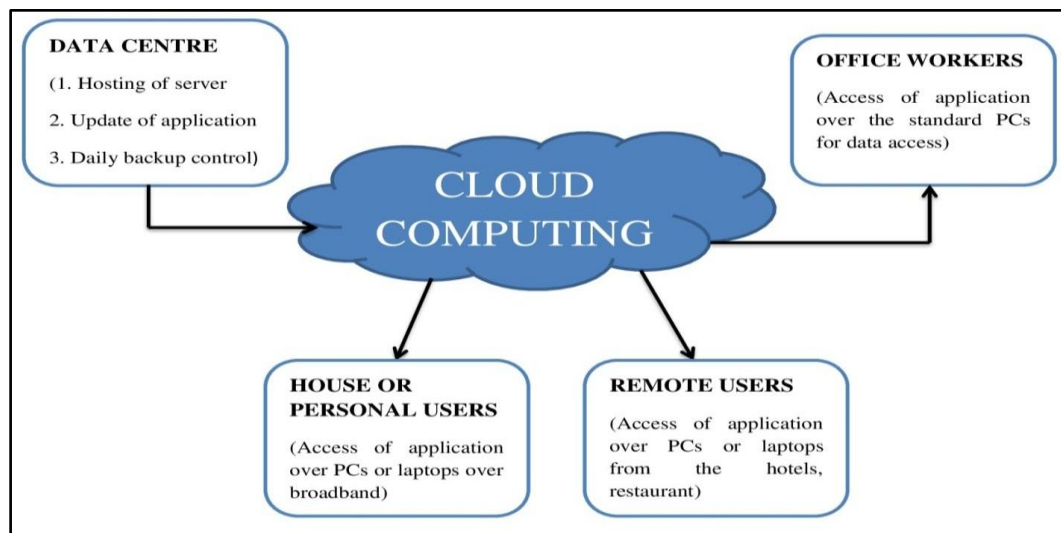 DATA CENTRE
(1. Hosting of server
2. Update of application
3. Daily backup control)
OFFICE WORKERS
(Access of application
over the standard PCs
for data access)
CLOUD
COMPUTING
HOUSE OR
PERSONAL USERS
(Access of application
over PCs or laptops over
broadband)
REMOTE USERS
(Access of application
over PCs or laptops
from the hotels,
restaurant)